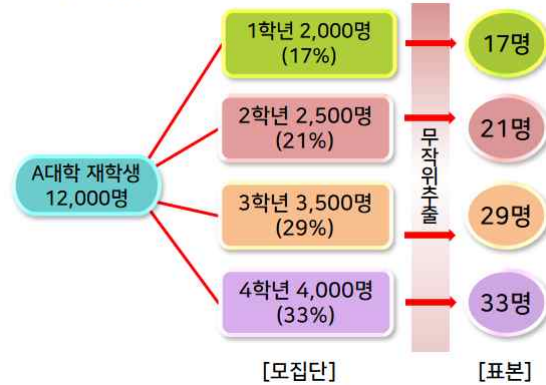 A대학 재학생
12,000명
1학년 2,000명
(17%)
2학년 2,500명
(21%)
3학년 3,500명
(29%)
4학년 4,000명
(33%)
무작위추출
17명
21명
29명
33명
[모집단]
[표본]